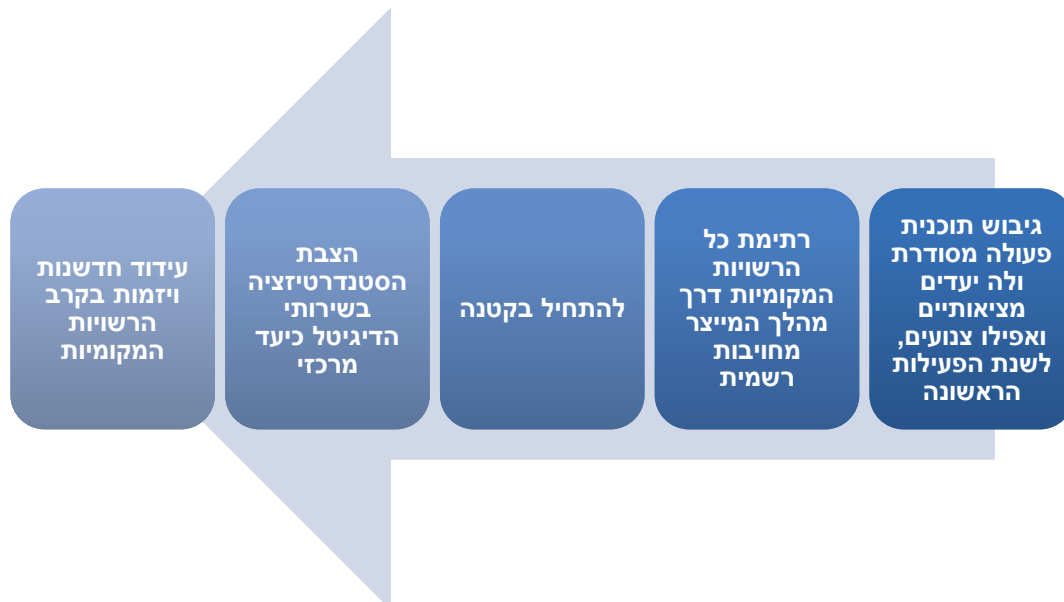 גיבוש תוכנית
פעולה מסודרת
ולה יעדים
מציאותיים
ואפילו צנועים,
לשנת הפעילות
הראשונה
רתימת כל
הרשויות
המקומיות דרך
מהלך המייצר
מחויבות
רשמית
להתחיל בקטנה
הצבת
הסטנדרטיזציה
בשירותי
הדיגיטל כיעד
מרכזי
עידוד חדשנות
ויזמות בקרב
הרשויות
המקומיות